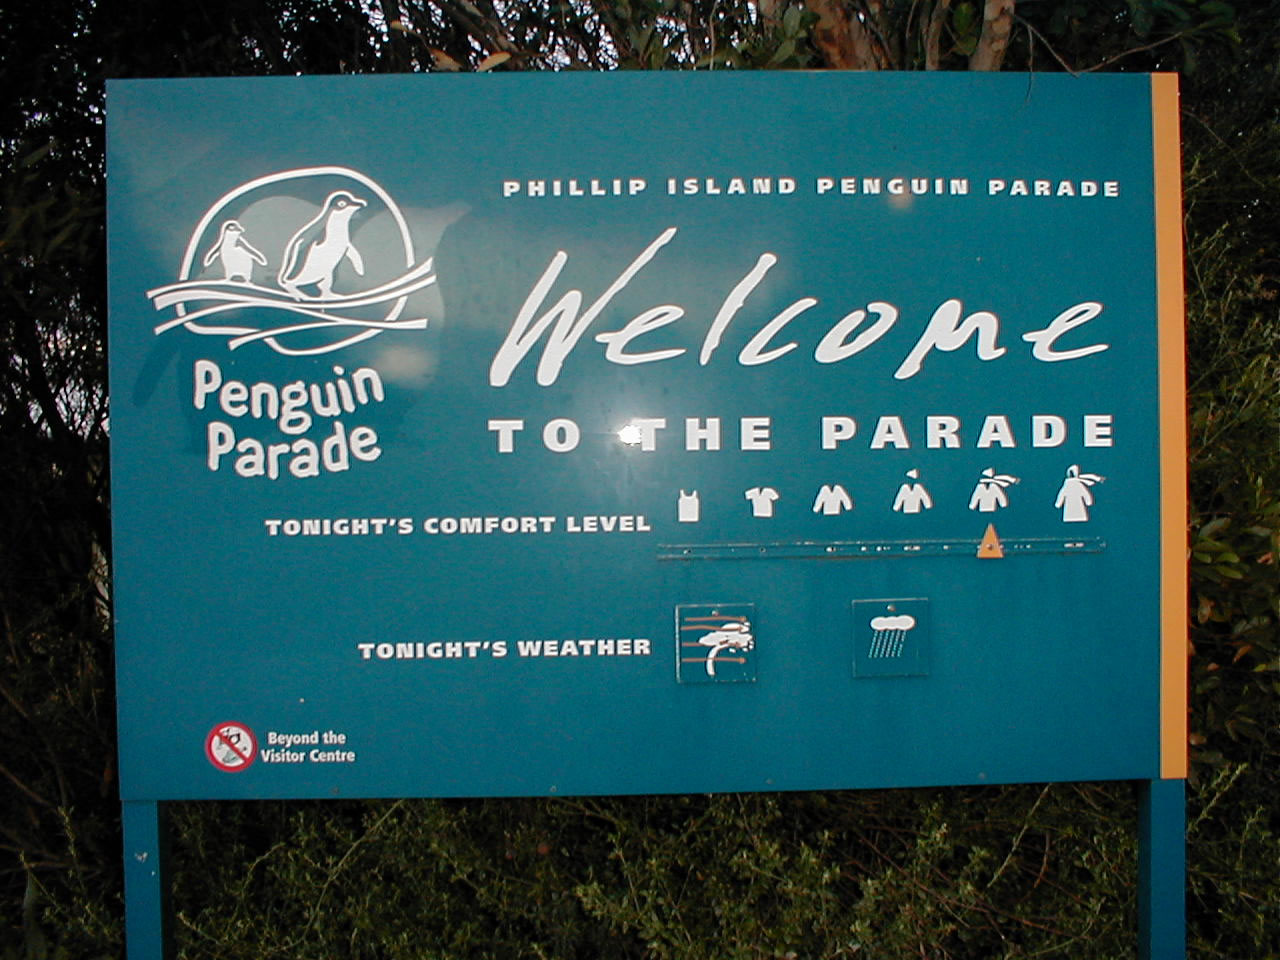 PHILLIP ISLAND PENGUIN PARADE
Welcome
TO THE PARADE
Penguin
Parade
TONIGHT'S COMFORT LEVEL
TONIGHT'S WEATHER
Beyond the
Visitor Centre